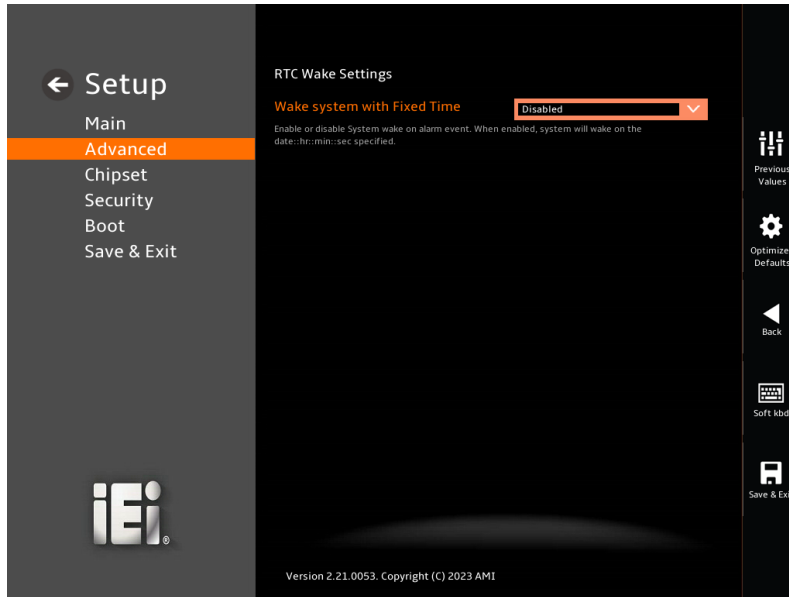 Setup
Main
Advanced
Chipset
Security
Boot
Save & Exit
iEi®
RTC Wake Settings
Wake system with Fixed Time
Disabled
Enable or disable System wake on alarm event. When enabled, system will wake on the
date::hr::min::sec specified.
Previous
Values
Optimize
Defaults
Back
Soft kbd
Save & Exi
Version 2.21.0053. Copyright (C) 2023 AMI